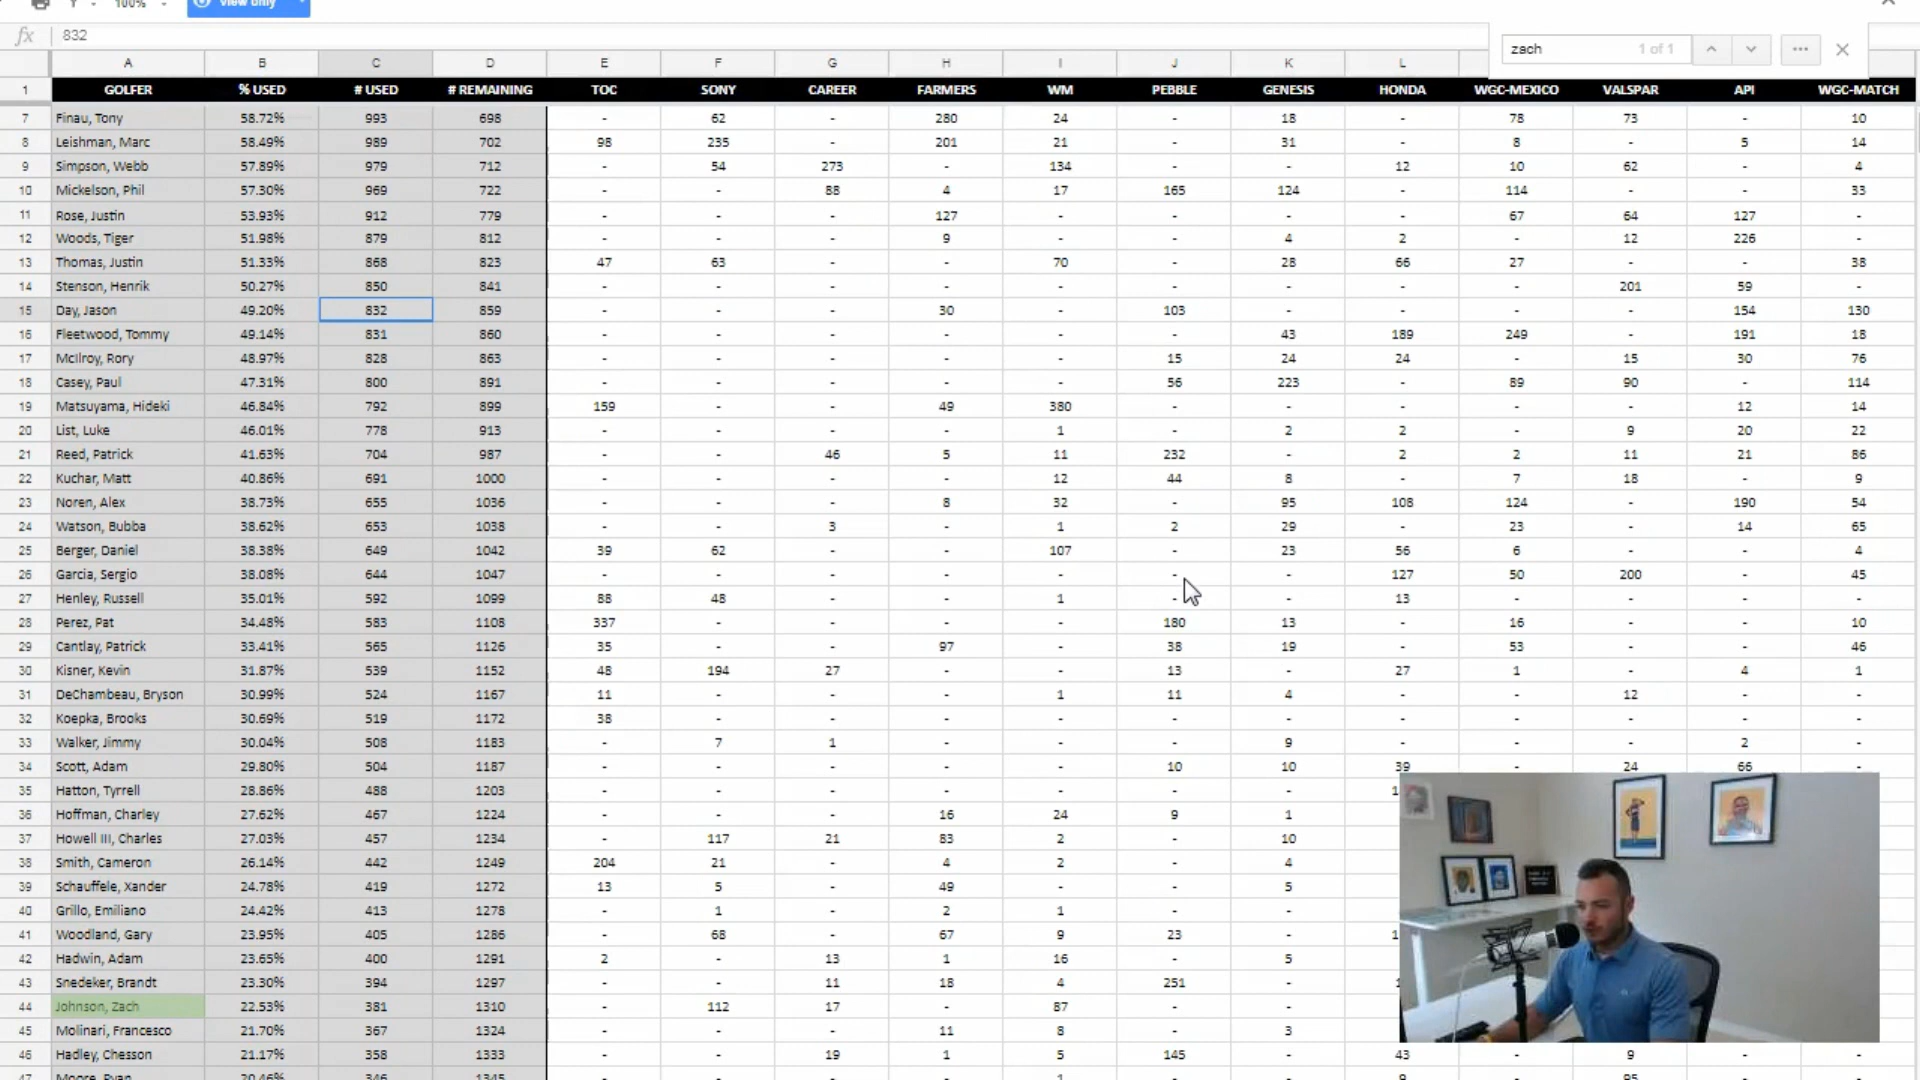 100% View only
fx 832 zach 1 of 1
A B C D E F G H I J K L
1 GOLFER % USED # USED # REMAINING TOC SONY CAREER FARMERS WM PEBBLE GENESIS HONDA WGC-MEXICO VALSPAR API WGC-MATCH
7 Finau, Tony 58.72% 993 698 - 62 - 280 24 - 18 - 78 73 - 10
8 Leishman, Marc 58.49% 989 702 98 235 - 201 21 - 31 - 8 - 5 14
9 Simpson, Webb 57.89% 979 712 - 54 273 - 134 - - 12 10 62 - 4
10 Mickelson, Phil 57.30% 969 722 - - 88 4 17 165 124 - 114 - - 33
11 Rose, Justin 53.93% 912 779 - - - 127 - - - - 67 64 127 -
12 Woods, Tiger 51.98% 879 812 - - - 9 - - 4 2 - 12 226 -
13 Thomas, Justin 51.33% 868 823 47 63 - - 70 - 28 66 27 - - 38
14 Stenson, Henrik 50.27% 850 841 - - - - - - - - - 201 59 -
15 Day, Jason 49.20% 832 859 - - - 30 - 103 - - - - 154 130
16 Fleetwood, Tommy 49.14% 831 860 - - - - - - 43 189 249 - 191 18
17 McIlroy, Rory 48.97% 828 863 - - - - - 15 24 24 - 15 30 76
18 Casey, Paul 47.31% 800 891 - - - - - 56 223 - 89 90 - 114
19 Matsuyama, Hideki 46.84% 792 899 159 - - 49 380 - - - - - 12 14
20 List, Luke 46.01% 778 913 - - - - 1 - 2 2 - 9 20 22
21 Reed, Patrick 41.63% 704 987 - - 46 5 11 232 - 2 2 11 21 86
22 Kuchar, Matt 40.86% 691 1000 - - - - 12 44 8 - 7 18 - 9
23 Noren, Alex 38.73% 655 1036 - - - 8 32 - 95 108 124 - 190 54
24 Watson, Bubba 38.62% 653 1038 - - 3 - 1 2 29 - 23 - 14 65
25 Berger, Daniel 38.38% 649 1042 39 62 - - 107 - 23 56 6 - - 4
26 Garcia, Sergio 38.08% 644 1047 - - - - - - - 127 50 200 - 45
27 Henley, Russell 35.01% 592 1099 88 48 - - 1 - - 13 - - - -
28 Perez, Pat 34.48% 583 1108 337 - - - - 180 13 - 16 - - 10
29 Cantlay, Patrick 33.41% 565 1126 35 - - 97 - 38 19 - 53 - - 46
30 Kisner, Kevin 31.87% 539 1152 48 194 27 - - 13 - 27 1 - 4 1
31 DeChambeau, Bryson 30.99% 524 1167 11 - - - 1 11 4 - - 12 - -
32 Koepka, Brooks 30.69% 519 1172 38 - - - - - - - - - - -
33 Walker, Jimmy 30.04% 508 1183 - 7 1 - - - 9 - - - 2 -
34 Scott, Adam 29.80% 504 1187 - - - - - 10 10 39 - 24 66 -
35 Hatton, Tyrrell 28.86% 488 1203 - - - - - - - 1
36 Hoffman, Charley 27.62% 467 1224 - - - 16 24 9 1
37 Howell III, Charles 27.03% 457 1234 - 117 21 83 2 - 10
38 Smith, Cameron 26.14% 442 1249 204 21 - 4 2 - 4
39 Schauffele, Xander 24.78% 419 1272 13 5 - 49 - - 5
40 Grillo, Emiliano 24.42% 413 1278 - 1 - 2 1 - -
41 Woodland, Gary 23.95% 405 1286 - 68 - 67 9 23 - 1
42 Hadwin, Adam 23.65% 400 1291 2 - 13 1 16 - 5
43 Snedeker, Brandt 23.30% 394 1297 - - 11 18 4 251 - 1
44 Johnson, Zach 22.53% 381 1310 - 112 17 - 87 - -
45 Molinari, Francesco 21.70% 367 1324 - - - 11 8 - 3
46 Hadley, Chesson 21.17% 358 1333 - - 19 1 5 145 - 43 - 9 - -
47 Moore, Ryan 20.46% 346 1345 - - - - 1 - - 9 - 95 - -